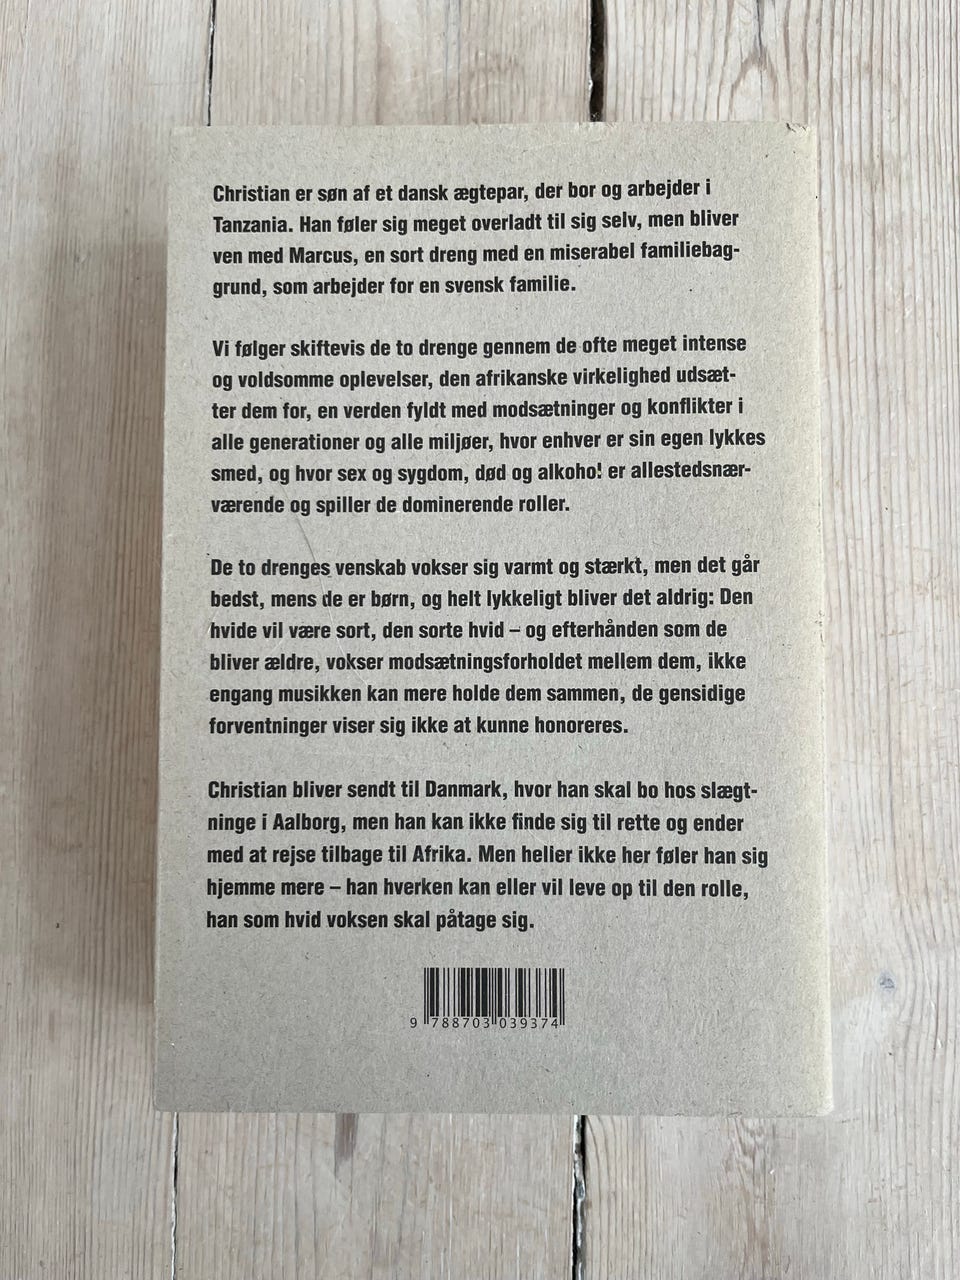 Christian er søn af et dansk ægtepar, der bor og arbejder i
Tanzania. Han føler sig meget overladt til sig selv, men bliver
ven med Marcus, en sort dreng med en miserabel familiebag-
grund, som arbejder for en svensk familie.
Vi følger skiftevis de to drenge gennem de ofte meget intense
og voldsomme oplevelser, den afrikanske virkelighed udsæt-
ter dem for, en verden fyldt med modsætninger og konflikter i
alle generationer og alle miljøer, hvor enhver er sin egen lykkes
smed, og hvor sex og sygdom, død og alkohol er allestedsnær-
værende og spiller de dominerende roller.
De to drenges venskab vokser sig varmt og stærkt, men det går
bedst, mens de er børn, og helt lykkeligt bliver det aldrig: Den
hvide vil være sort, den sorte hvid – og efterhånden som de
bliver ældre, vokser modsætningsforholdet mellem dem, ikke
engang musikken kan mere holde dem sammen, de gensidige
forventninger viser sig ikke at kunne honoreres.
Christian bliver sendt til Danmark, hvor han skal bo hos slægt-
ninge i Aalborg, men han kan ikke finde sig til rette og ender
med at rejse tilbage til Afrika. Men heller ikke her føler han sig
hjemme mere – han hverken kan eller vil leve op til den rolle,
han som hvid voksen skal påtage sig.
9 788703 039374